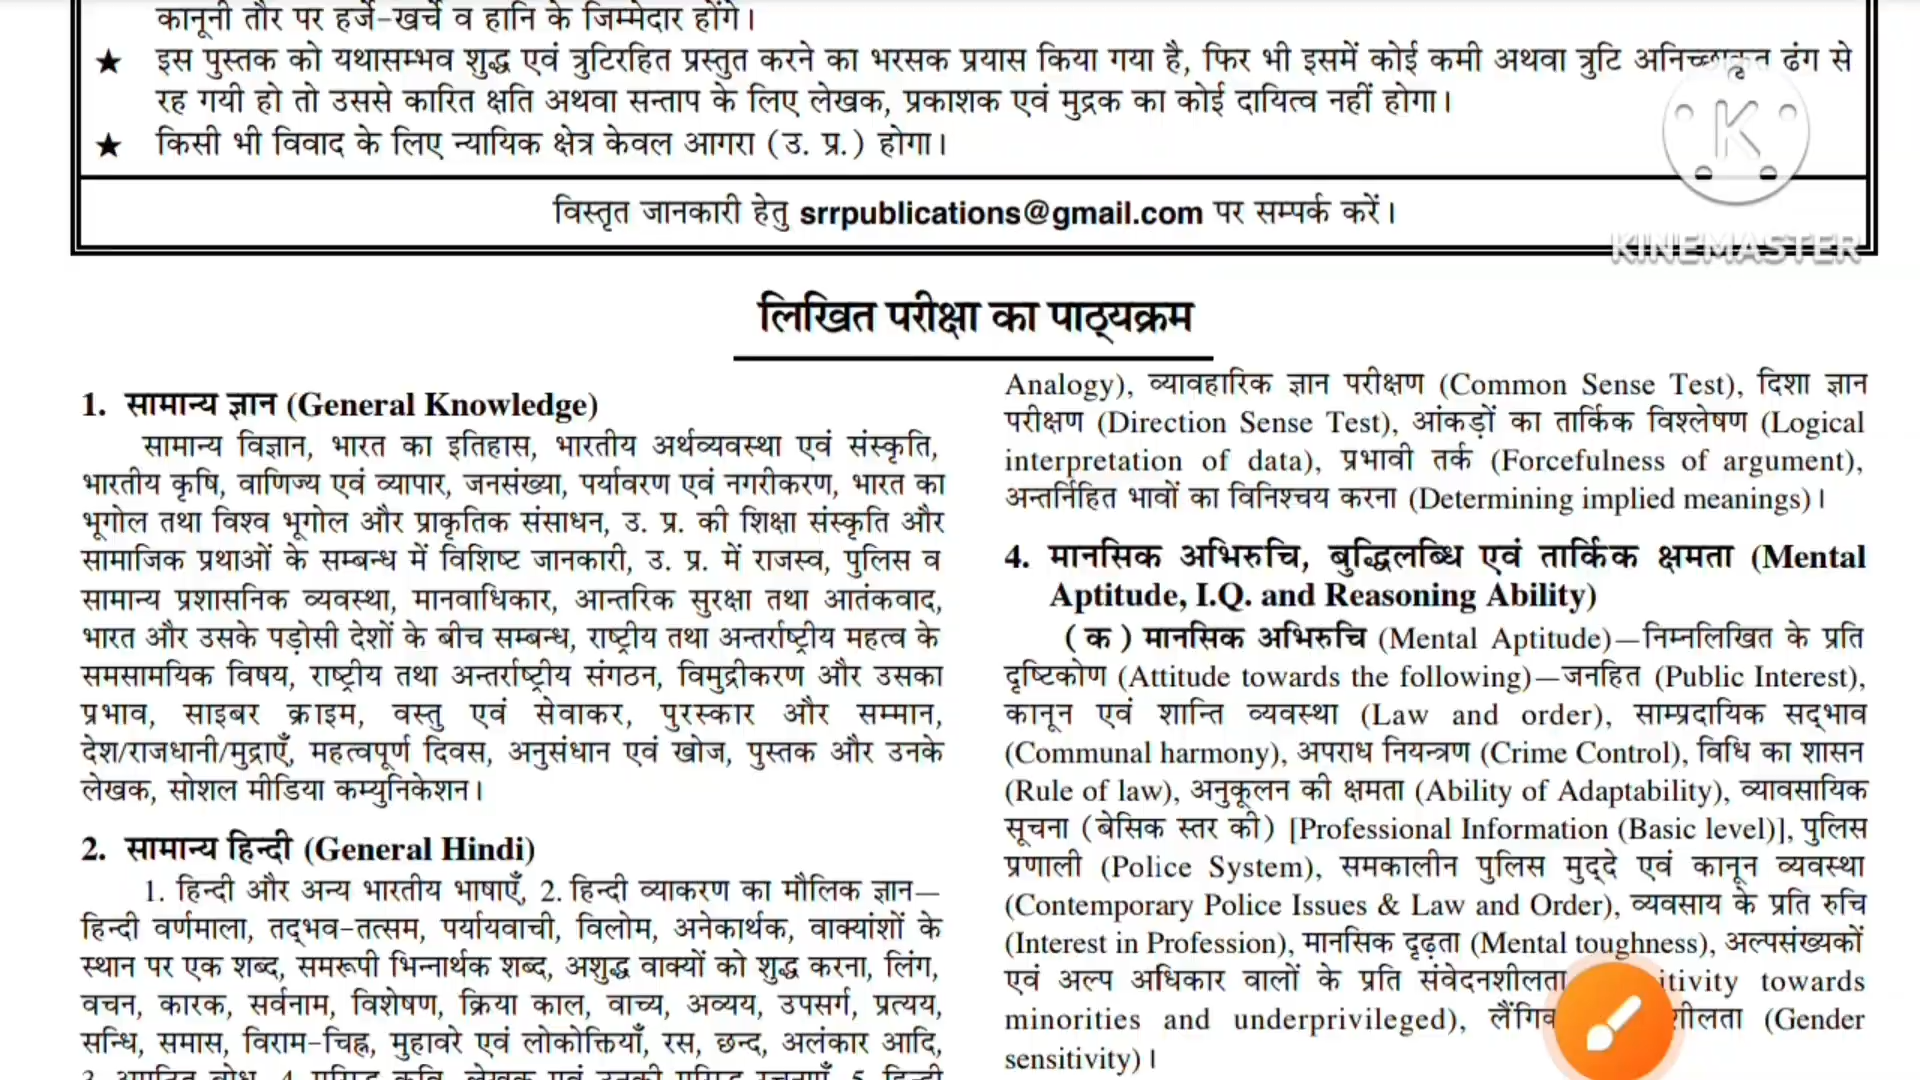 कानूनी तौर पर हर्जे-खर्चे व हानि के जिम्मेदार होंगे।
★ इस पुस्तक को यथासम्भव शुद्ध एवं त्रुटिरहित प्रस्तुत करने का भरसक प्रयास किया गया है, फिर भी इसमें कोई कमी अथवा त्रुटि अनिच्छाकृत ढंग से
रह गयी हो तो उससे कारित क्षति अथवा सन्ताप के लिए लेखक, प्रकाशक एवं मुद्रक का कोई दायित्व नहीं होगा।
★ किसी भी विवाद के लिए न्यायिक क्षेत्र केवल आगरा (उ. प्र.) होगा।
K
विस्तृत जानकारी हेतु srrpublications@gmail.com पर सम्पर्क करें।
KINEMASTER
लिखित परीक्षा का पाठ्यक्रम
1. सामान्य ज्ञान (General Knowledge)
सामान्य विज्ञान, भारत का इतिहास, भारतीय अर्थव्यवस्था एवं संस्कृति,
भारतीय कृषि, वाणिज्य एवं व्यापार, जनसंख्या, पर्यावरण एवं नगरीकरण, भारत का
भूगोल तथा विश्व भूगोल और प्राकृतिक संसाधन, उ. प्र. की शिक्षा संस्कृति और
सामाजिक प्रथाओं के सम्बन्ध में विशिष्ट जानकारी, उ. प्र. में राजस्व, पुलिस व
सामान्य प्रशासनिक व्यवस्था, मानवाधिकार, आन्तरिक सुरक्षा तथा आतंकवाद,
भारत और उसके पड़ोसी देशों के बीच सम्बन्ध, राष्ट्रीय तथा अन्तर्राष्ट्रीय महत्व के
समसामयिक विषय, राष्ट्रीय तथा अन्तर्राष्ट्रीय संगठन, विमुद्रीकरण और उसका
प्रभाव, साइबर क्राइम, वस्तु एवं सेवाकर, पुरस्कार और सम्मान,
देश/राजधानी/मुद्राएँ, महत्वपूर्ण दिवस, अनुसंधान एवं खोज, पुस्तक और उनके
लेखक, सोशल मीडिया कम्युनिकेशन।
2. सामान्य हिन्दी (General Hindi)
1. हिन्दी और अन्य भारतीय भाषाएँ, 2. हिन्दी व्याकरण का मौलिक ज्ञान—
हिन्दी वर्णमाला, तद्भव-तत्सम, पर्यायवाची, विलोम, अनेकार्थक, वाक्यांशों के
स्थान पर एक शब्द, समरूपी भिन्नार्थक शब्द, अशुद्ध वाक्यों को शुद्ध करना, लिंग,
वचन, कारक, सर्वनाम, विशेषण, क्रिया काल, वाच्य, अव्यय, उपसर्ग, प्रत्यय,
सन्धि, समास, विराम-चिह्न, मुहावरे एवं लोकोक्तियाँ, रस, छन्द, अलंकार आदि,
3. अपठित बोध, 4. प्रसिद्ध कवि, लेखक एवं उनकी प्रसिद्ध रचनाएँ, 5. हिन्दी
Analogy), व्यावहारिक ज्ञान परीक्षण (Common Sense Test), दिशा ज्ञान
परीक्षण (Direction Sense Test), आंकड़ों का तार्किक विश्लेषण (Logical
interpretation of data), प्रभावी तर्क (Forcefulness of argument),
अन्तर्निहित भावों का विनिश्चय करना (Determining implied meanings)।
4. मानसिक अभिरुचि, बुद्धिलब्धि एवं तार्किक क्षमता (Mental
Aptitude, I.Q. and Reasoning Ability)
(क) मानसिक अभिरुचि (Mental Aptitude)—निम्नलिखित के प्रति
दृष्टिकोण (Attitude towards the following)—जनहित (Public Interest),
कानून एवं शान्ति व्यवस्था (Law and order), साम्प्रदायिक सद्भाव
(Communal harmony), अपराध नियन्त्रण (Crime Control), विधि का शासन
(Rule of law), अनुकूलन की क्षमता (Ability of Adaptability), व्यावसायिक
सूचना (बेसिक स्तर की) [Professional Information (Basic level)], पुलिस
प्रणाली (Police System), समकालीन पुलिस मुद्दे एवं कानून व्यवस्था
(Contemporary Police Issues & Law and Order), व्यवसाय के प्रति रुचि
(Interest in Profession), मानसिक दृढ़ता (Mental toughness), अल्पसंख्यकों
एवं अल्प अधिकार वालों के प्रति संवेदनशीलता towards
minorities and underprivileged), (Gender
sensitivity)।